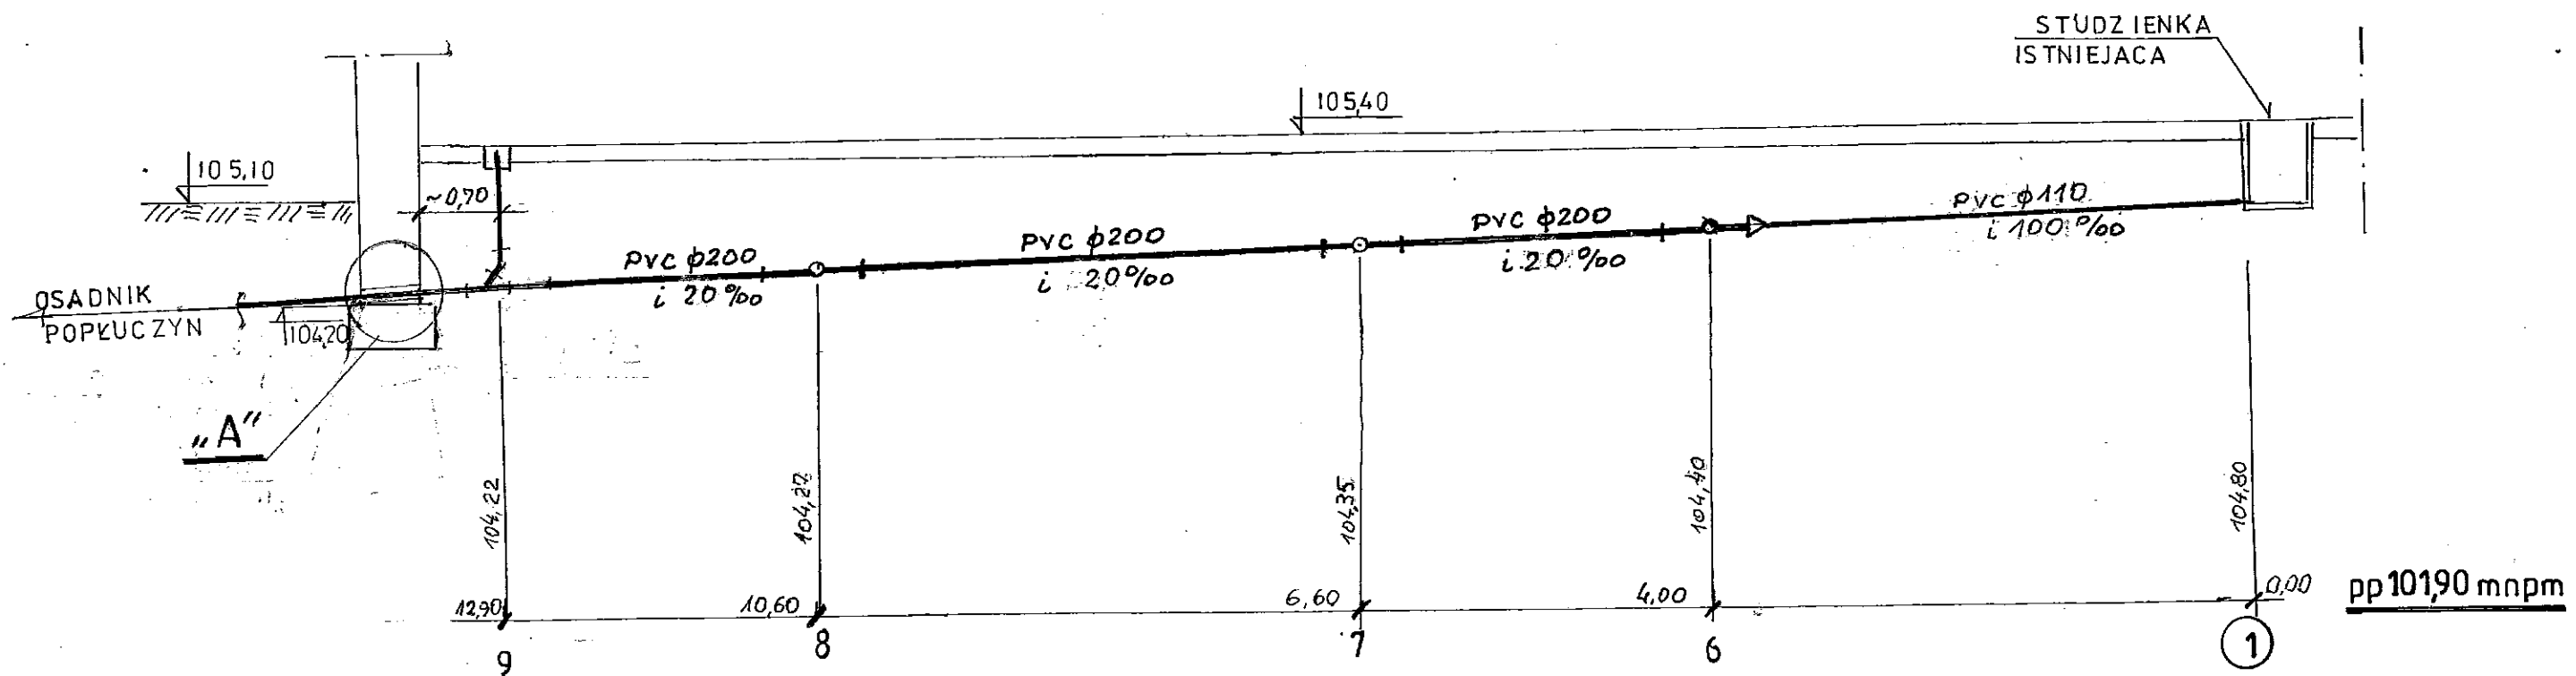 STUDZIENKA
ISTNIEJACA
105,40
105,10
~0,70
PVC ϕ110
i 100 ‰
PVC ϕ200
i 20 ‰
PVC ϕ200
i 20 ‰
PVC ϕ200
i 20 ‰
OSADNIK
POPŁUCZYN
104,20
„A”
104,22
104,27
104,35
104,40
104,80
12,90
10,60
6,60
4,00
0,00
pp 101,90 mnpm
9
8
7
6
1